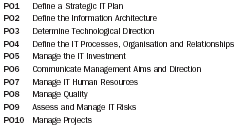 PO1 Define a Strategic IT Plan
PO2 Define the Information Architecture
PO3 Determine Technological Direction
PO4 Define the IT Processes, Organisation and Relationships
PO5 Manage the IT Investment
PO6 Communicate Management Aims and Direction
PO7 Manage IT Human Resources
PO8 Manage Quality
PO9 Assess and Manage IT Risks
PO10 Manage Projects